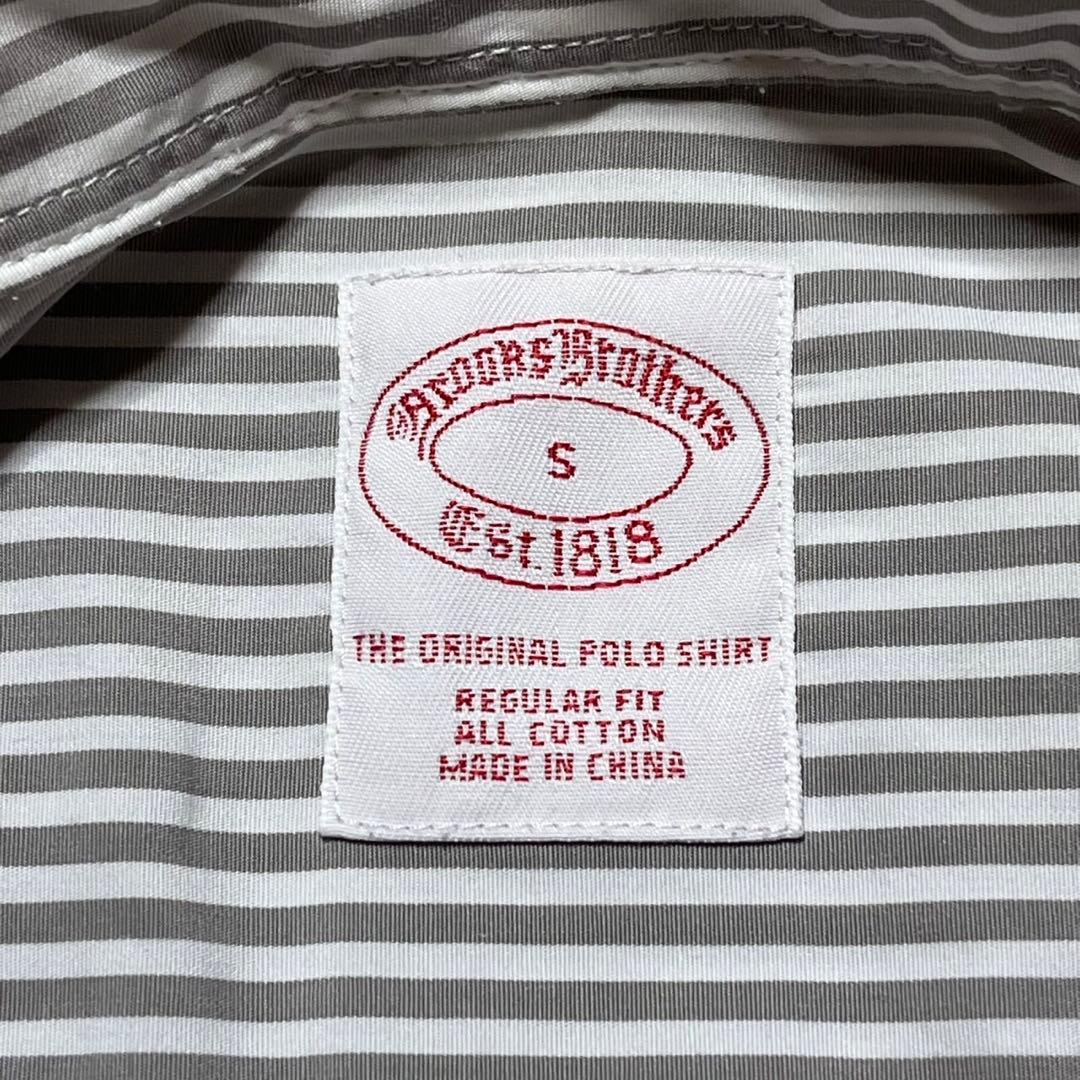 Brooks Brothers
S
Est. 1818
THE ORIGINAL POLO SHIRT
REGULAR FIT
ALL COTTON
MADE IN CHINA